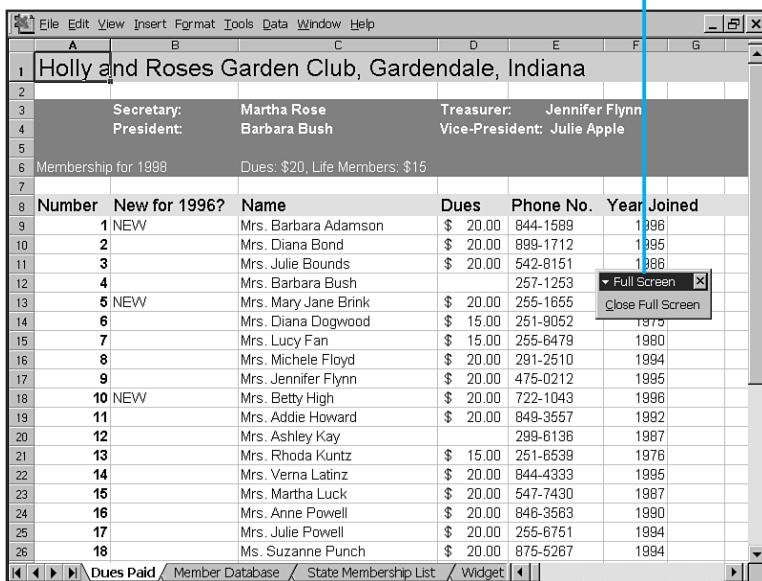 File Edit View Insert Format Tools Data Window Help
A B C D E F G
1 Holly and Roses Garden Club, Gardendale, Indiana
2
3 Secretary: Martha Rose Treasurer: Jennifer Flynn
4 President: Barbara Bush Vice-President: Julie Apple
5
6 Membership for 1998 Dues: $20, Life Members: $15
7
8 Number New for 1996? Name Dues Phone No. Year Joined
9 1 NEW Mrs. Barbara Adamson $ 20.00 844-1589 1996
10 2 Mrs. Diana Bond $ 20.00 899-1712 1995
11 3 Mrs. Julie Bounds $ 20.00 542-8151 1986
12 4 Mrs. Barbara Bush 257-1253
Full Screen
13 5 NEW Mrs. Mary Jane Brink $ 20.00 255-1655
Close Full Screen
14 6 Mrs. Diana Dogwood $ 15.00 251-9052 1975
15 7 Mrs. Lucy Fan $ 15.00 255-6479 1980
16 8 Mrs. Michele Floyd $ 20.00 291-2510 1994
17 9 Mrs. Jennifer Flynn $ 20.00 475-0212 1995
18 10 NEW Mrs. Betty High $ 20.00 722-1043 1996
19 11 Mrs. Addie Howard $ 20.00 849-3557 1992
20 12 Mrs. Ashley Kay 299-6136 1987
21 13 Mrs. Rhoda Kuntz $ 15.00 251-6539 1976
22 14 Mrs. Verna Latinz $ 20.00 844-4333 1995
23 15 Mrs. Martha Luck $ 20.00 547-7430 1987
24 16 Mrs. Anne Powell $ 20.00 846-3563 1990
25 17 Mrs. Julie Powell $ 20.00 255-6751 1994
26 18 Ms. Suzanne Punch $ 20.00 875-5267 1994
Dues Paid Member Database State Membership List Widget